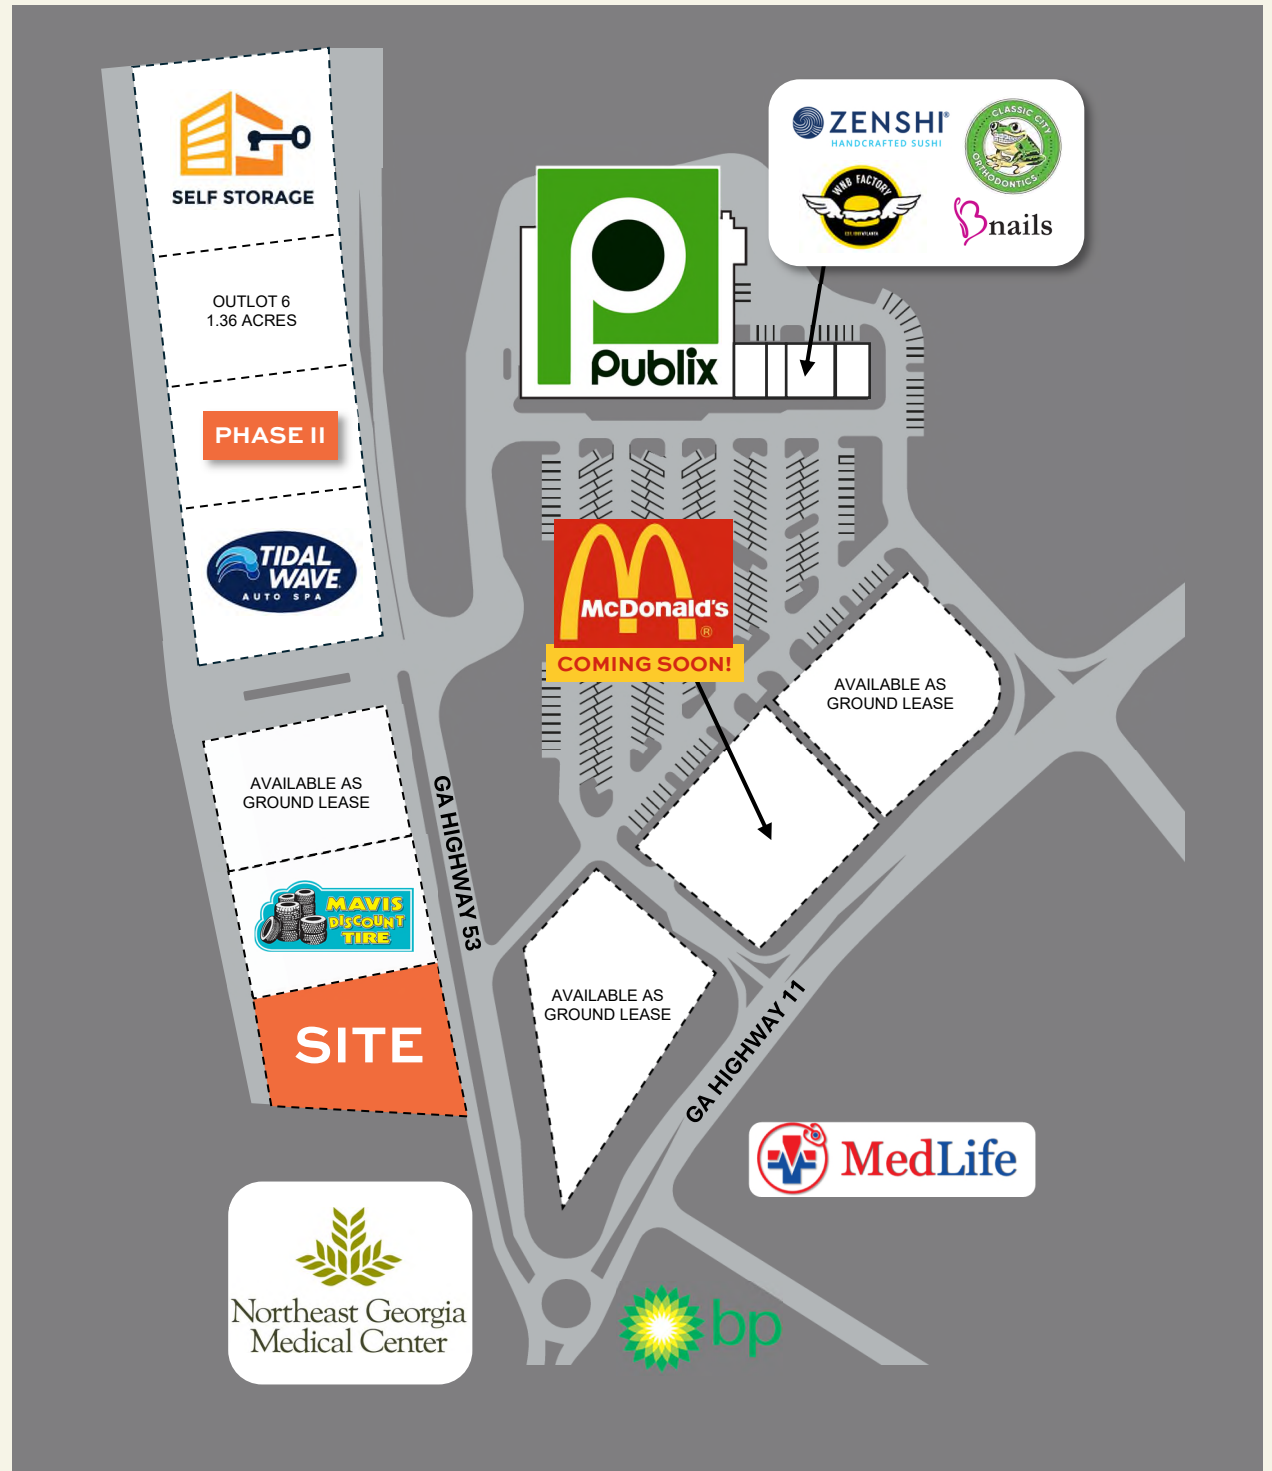 SELF STORAGE
OUTLOT 6
1.36 ACRES
PHASE II
TIDAL
WAVE
AUTO SPA
AVAILABLE AS
GROUND LEASE
MAVIS
DISCOUNT
TIRE
SITE
Publix
ZENSHI®
HANDCRAFTED SUSHI
CLASSIC CITY
ORTHODONTICS
WNB FACTORY
Bnails
McDonald's
®
COMING SOON!
AVAILABLE AS
GROUND LEASE
GA HIGHWAY 53
AVAILABLE AS
GROUND LEASE
GA HIGHWAY 11
MedLife
Northeast Georgia
Medical Center
bp